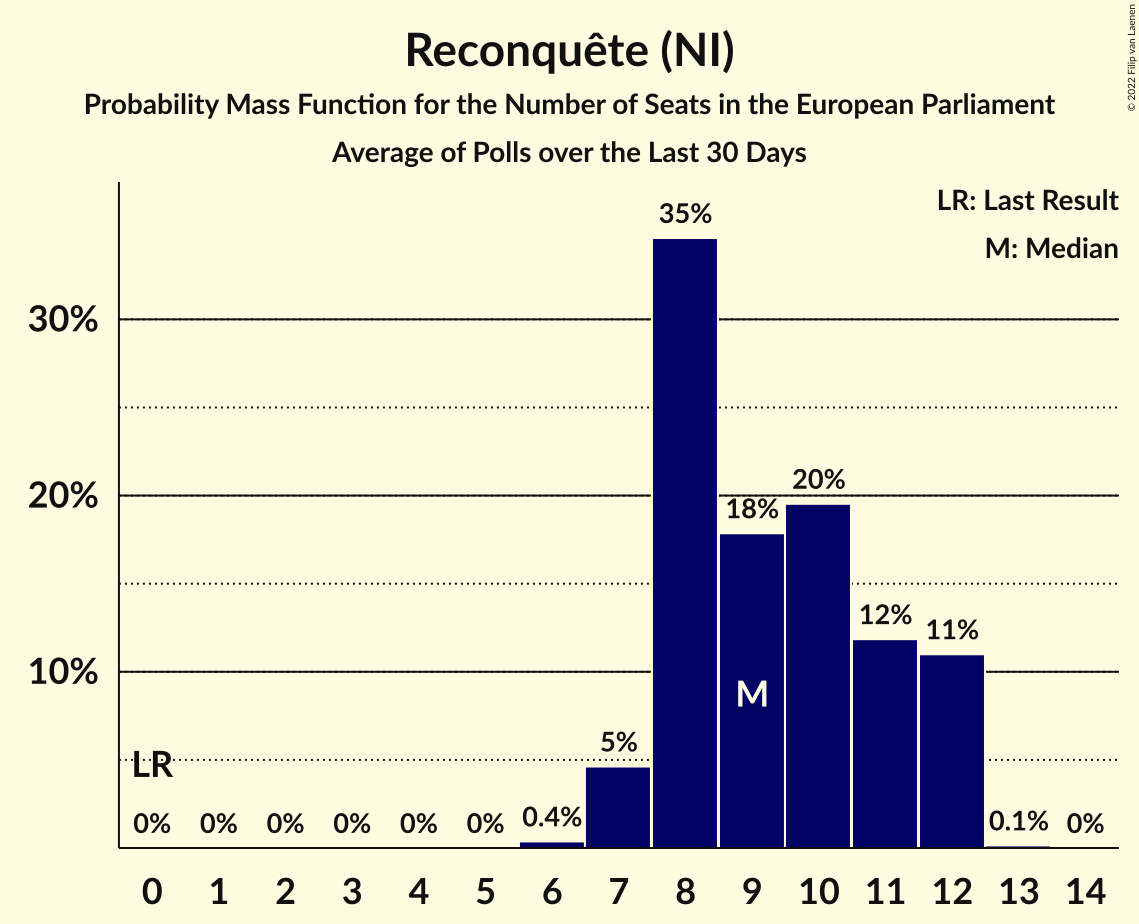 Reconquête (NI)
Probability Mass Function for the Number of Seats in the European Parliament
Average of Polls over the Last 30 Days
© 2022 Filip van Laenen
LR: Last Result
M: Median
35%
30%
20%
20%
18%
12%
11%
10%
M
5%
LR
0% 0% 0% 0% 0% 0% 0.4% 0.1% 0%
0 1 2 3 4 5 6 7 8 9 10 11 12 13 14